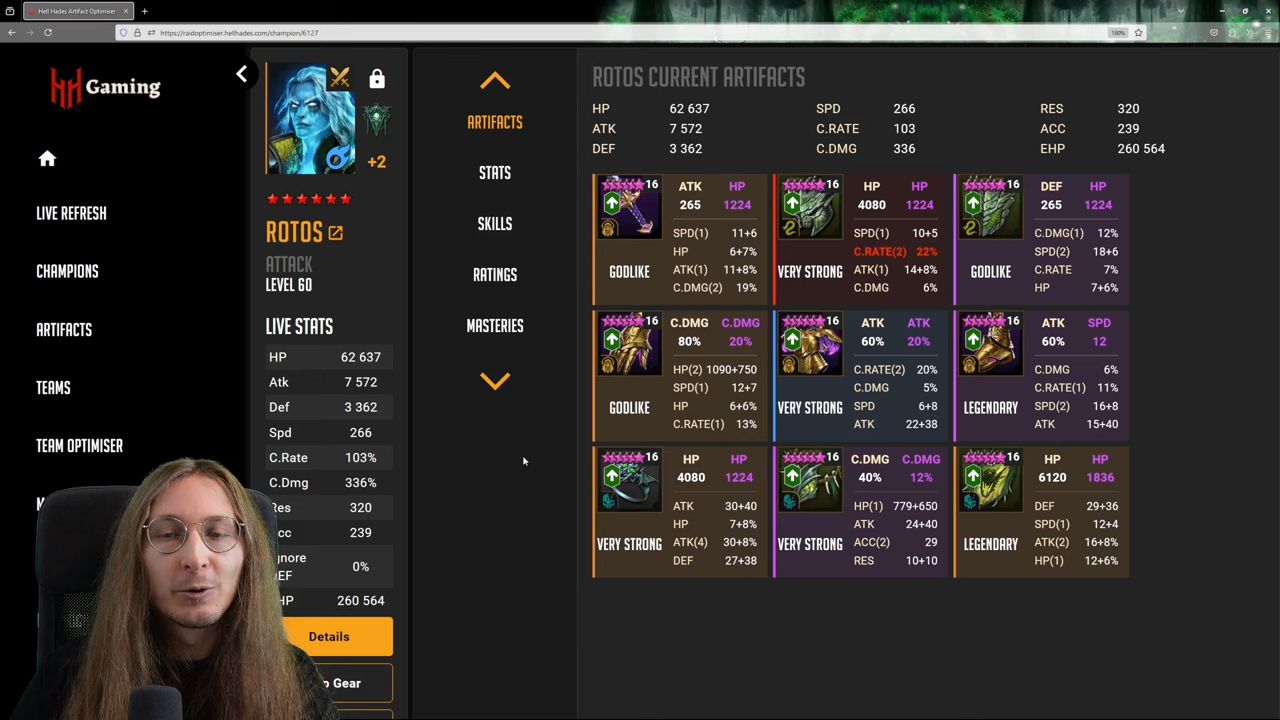 Hell Hades Artifact Optimiser
https://raidoptimiser.hellhades.com/champion/6127
180%
Gaming
LIVE REFRESH
CHAMPIONS
ARTIFACTS
TEAMS
TEAM OPTIMISER
+2
ROTOS
ATTACK
LEVEL 60
LIVE STATS
HP 62 637
Atk 7 572
Def 3 362
Spd 266
C.Rate 103%
C.Dmg 336%
Res 320
cc 239
gnore DEF 0%
HP 260 564
Details
p Gear
ARTIFACTS
STATS
SKILLS
RATINGS
MASTERIES
ROTOS CURRENT ARTIFACTS
HP 62 637 SPD 266 RES 320
ATK 7 572 C.RATE 103 ACC 239
DEF 3 362 C.DMG 336 EHP 260 564
16 ATK HP
265 1224
SPD(1) 11+6
HP 6+7%
ATK(1) 11+8%
C.DMG(2) 19%
GODLIKE
16 HP HP
4080 1224
SPD(1) 10+5
C.RATE(2) 22%
ATK(1) 14+8%
C.DMG 6%
VERY STRONG
16 DEF HP
265 1224
C.DMG(1) 12%
SPD(2) 18+6
C.RATE 7%
HP 7+6%
GODLIKE
16 C.DMG C.DMG
80% 20%
HP(2) 1090+750
SPD(1) 12+7
HP 6+6%
C.RATE(1) 13%
GODLIKE
16 ATK ATK
60% 20%
C.RATE(2) 20%
C.DMG 5%
SPD 6+8
ATK 22+38
VERY STRONG
16 ATK SPD
60% 12
C.DMG 6%
C.RATE(1) 11%
SPD(2) 16+8
ATK 15+40
LEGENDARY
16 HP HP
4080 1224
ATK 30+40
HP 7+8%
ATK(4) 30+8%
DEF 27+38
VERY STRONG
16 C.DMG C.DMG
40% 12%
HP(1) 779+650
ATK 24+40
ACC(2) 29
RES 10+10
VERY STRONG
16 HP HP
6120 1836
DEF 29+36
SPD(1) 12+4
ATK(2) 16+8%
HP(1) 12+6%
LEGENDARY